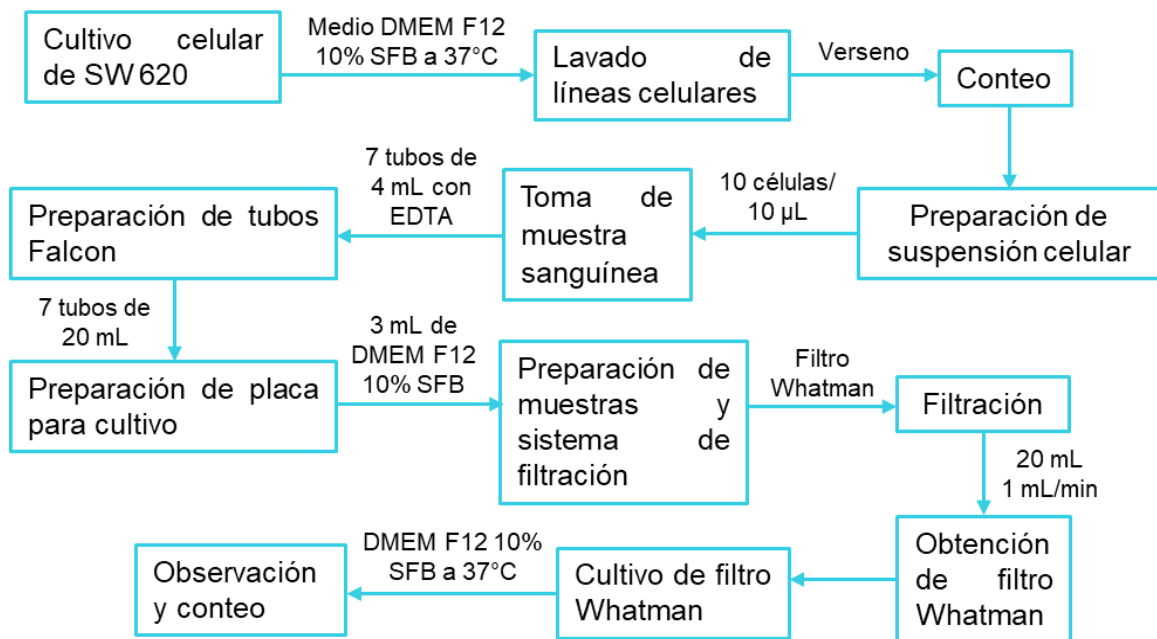 Cultivo celular
de SW 620
Medio DMEM F12
10% SFB a 37°C
Lavado de
líneas celulares
Verseno
Conteo
Preparación de
suspensión celular
10 células/
10 µL
Toma de
muestra
sanguínea
7 tubos de
4 mL con
EDTA
Preparación de tubos
Falcon
7 tubos de
20 mL
Preparación de placa
para cultivo
3 mL de
DMEM F12
10% SFB
Preparación de
muestras y
sistema de
filtración
Filtro
Whatman
Filtración
20 mL
1 mL/min
Obtención
de filtro
Whatman
Cultivo de filtro
Whatman
DMEM F12 10%
SFB a 37°C
Observación
y conteo